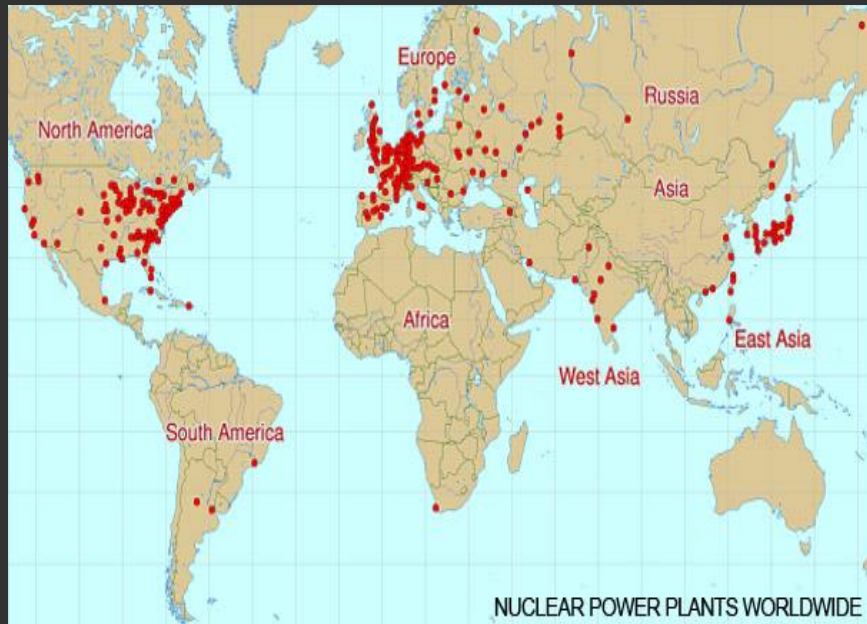 Europe
Russia
North America
Asia
Africa
East Asia
West Asia
South America
NUCLEAR POWER PLANTS WORLDWIDE